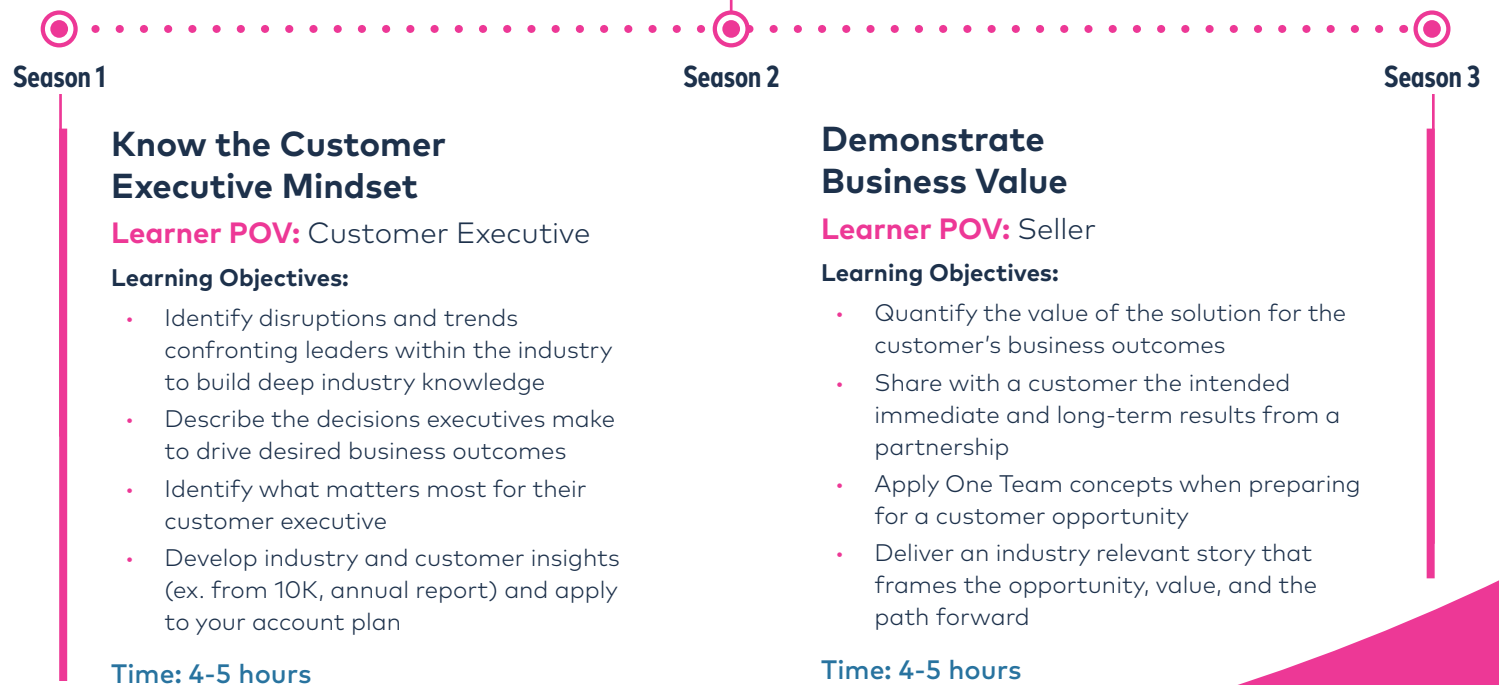 Season 1
Season 2
Season 3
Know the Customer
Executive Mindset
Learner POV: Customer Executive
Learning Objectives:
• Identify disruptions and trends
confronting leaders within the industry
to build deep industry knowledge
• Describe the decisions executives make
to drive desired business outcomes
• Identify what matters most for their
customer executive
• Develop industry and customer insights
(ex. from 10K, annual report) and apply
to your account plan
Time: 4-5 hours
Demonstrate
Business Value
Learner POV: Seller
Learning Objectives:
• Quantify the value of the solution for the
customer's business outcomes
• Share with a customer the intended
immediate and long-term results from a
partnership
• Apply One Team concepts when preparing
for a customer opportunity
• Deliver an industry relevant story that
frames the opportunity, value, and the
path forward
Time: 4-5 hours